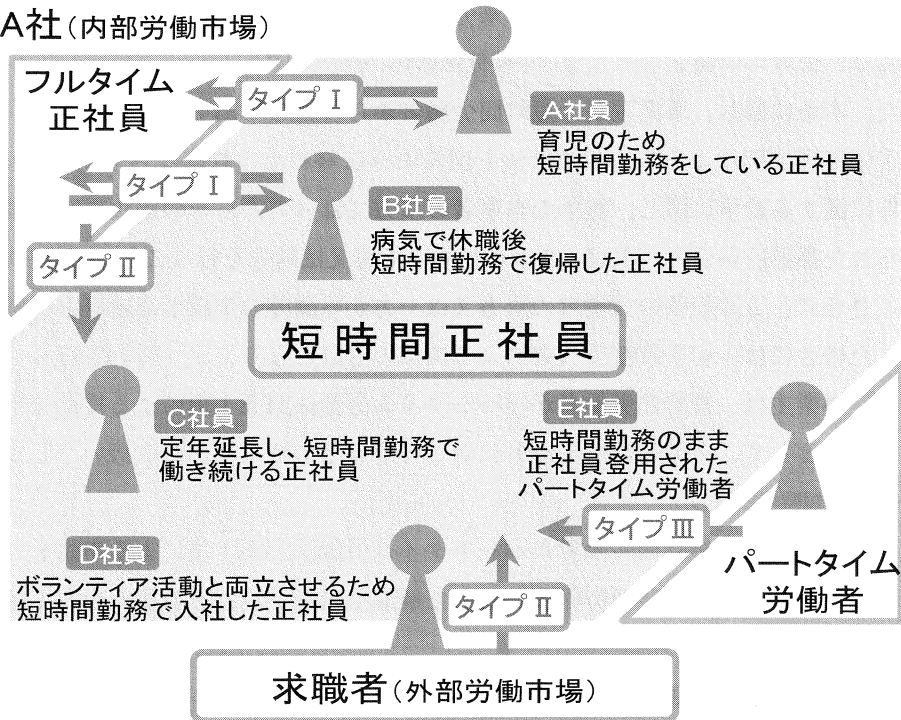 A社(内部労働市場)
フルタイム
正社員
タイプⅠ
A社員
育児のため
短時間勤務をしている正社員
タイプⅠ
B社員
病気で休職後
短時間勤務で復帰した正社員
タイプⅡ
短時間正社員
C社員
定年延長し、短時間勤務で
働き続ける正社員
E社員
短時間勤務のまま
正社員登用された
パートタイム労働者
タイプⅢ
パートタイム
労働者
D社員
ボランティア活動と両立させるため
短時間勤務で入社した正社員
タイプⅡ
求職者(外部労働市場)